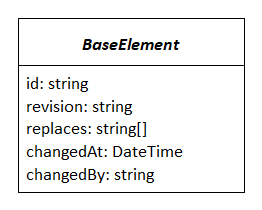 BaseElement
id: string
revision: string
replaces: string[]
changedAt: DateTime
changedBy: string